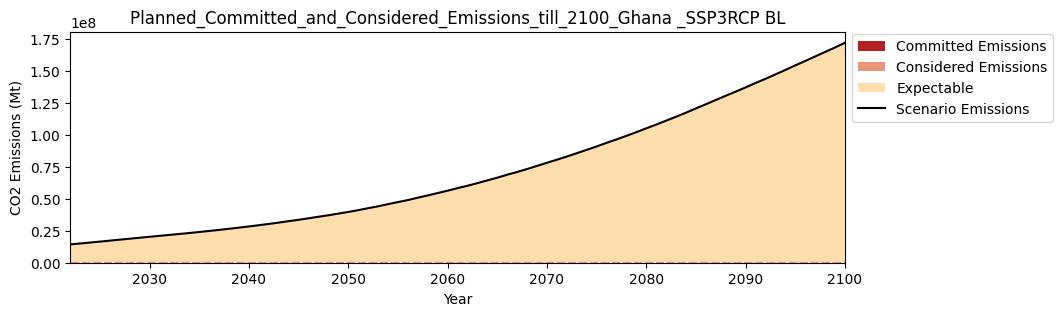 Planned_Committed_and_Considered_Emissions_till_2100_Ghana _SSP3RCP BL
1e8
1.75
1.50
1.25
1.00
0.75
0.50
0.25
0.00
CO2 Emissions (Mt)
2030
2040
2050
2060
2070
2080
2090
2100
Year
Committed Emissions
Considered Emissions
Expectable
Scenario Emissions